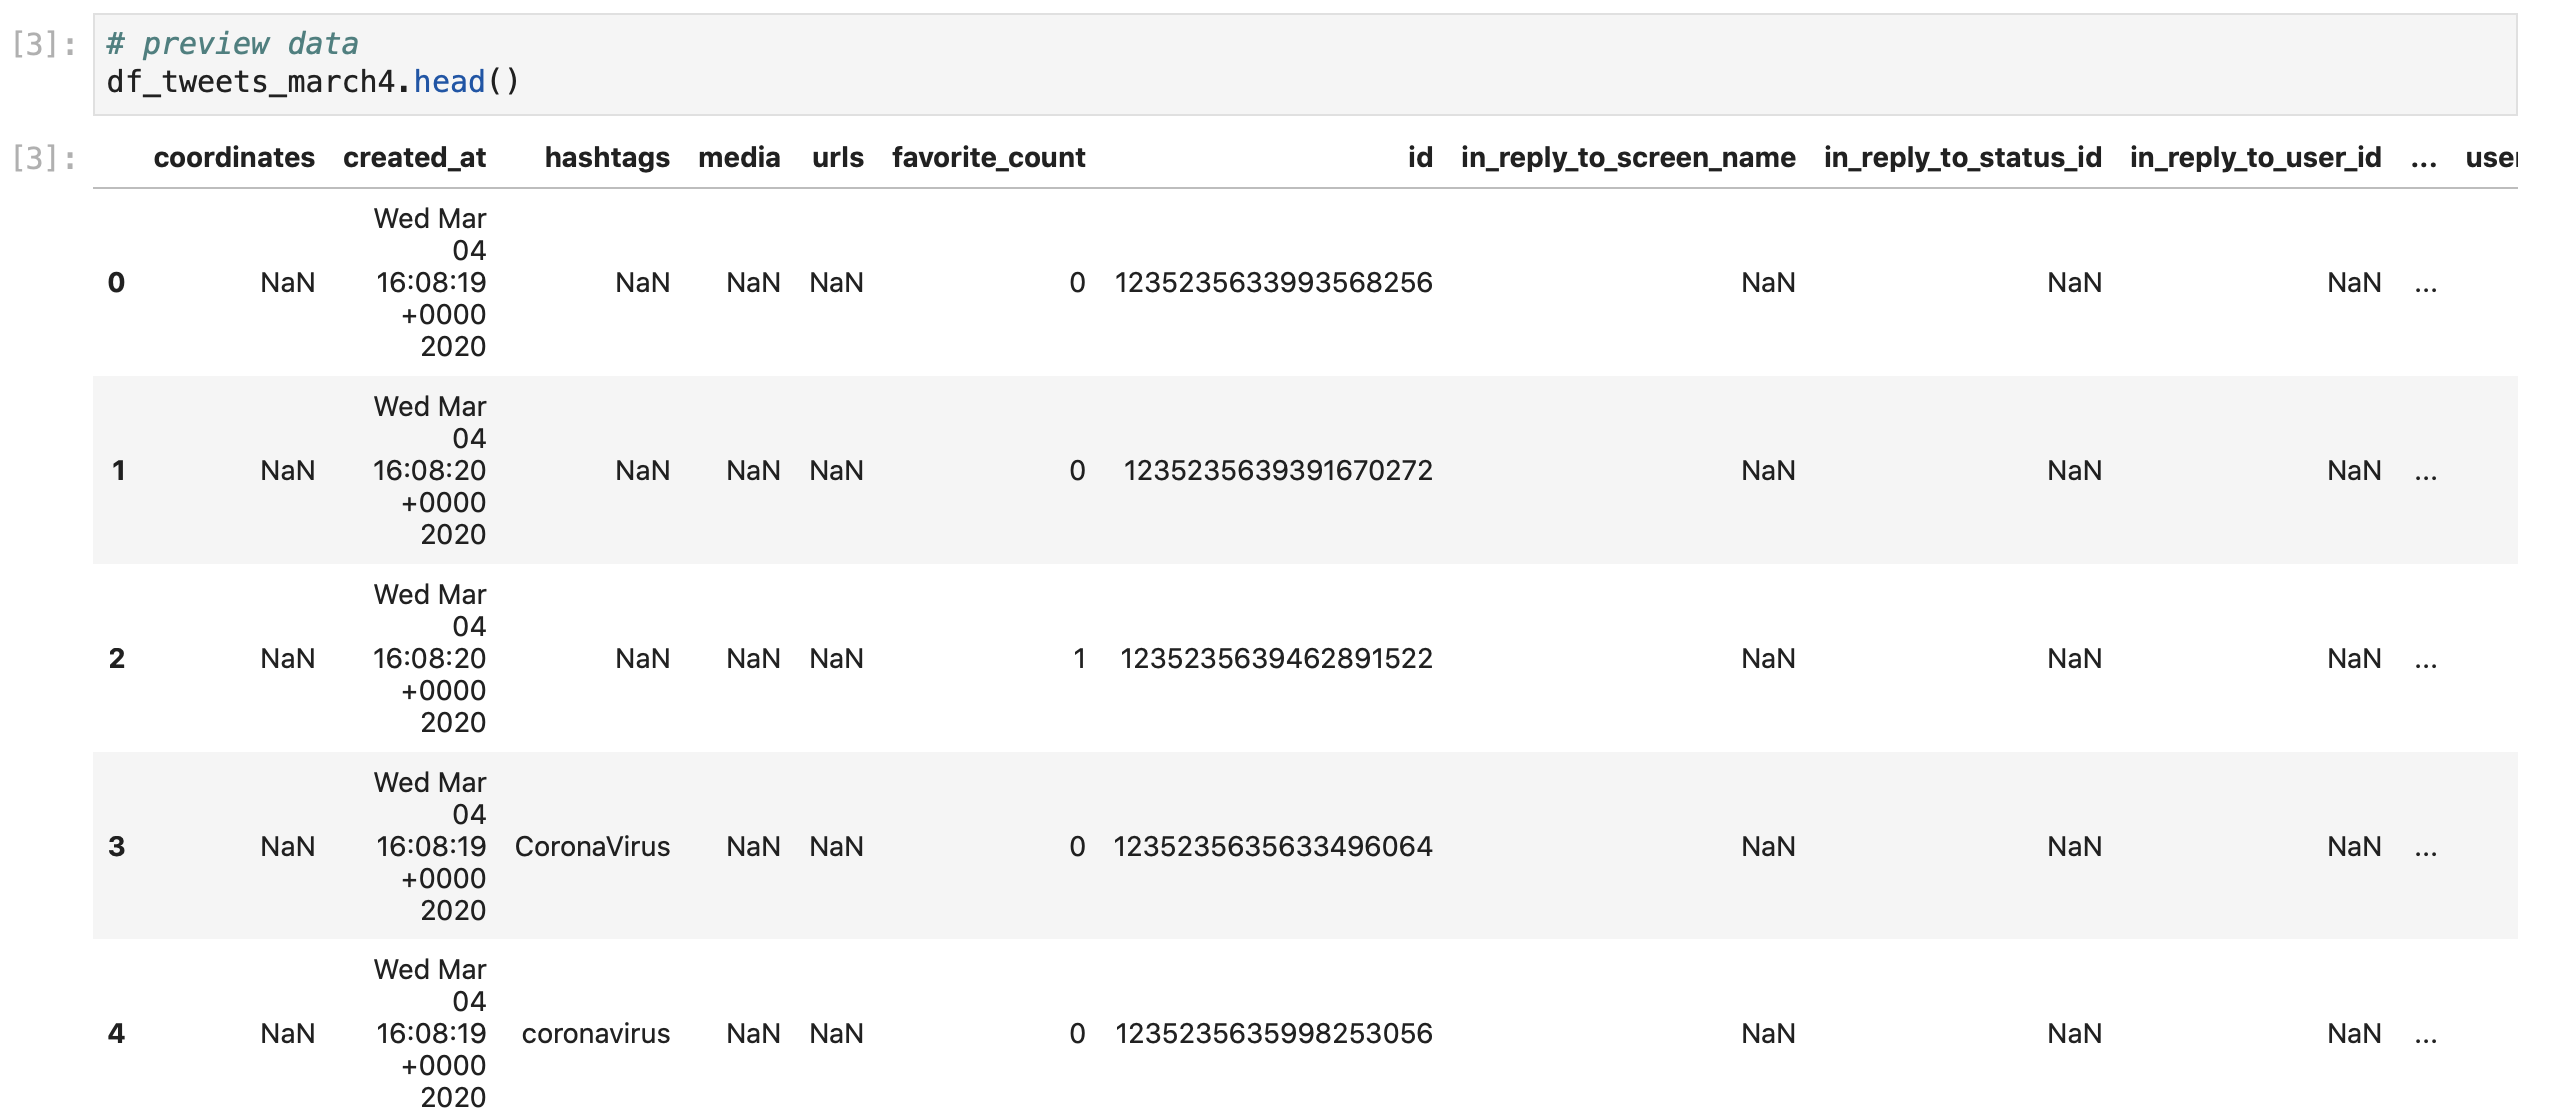 [3]: # preview data
df_tweets_march4.head()
[3]: coordinates created_at hashtags media urls favorite_count id in_reply_to_screen_name in_reply_to_status_id in_reply_to_user_id ... user
Wed Mar
04
0 NaN 16:08:19 NaN NaN NaN 0 1235235633993568256 NaN NaN NaN ...
+0000
2020
Wed Mar
04
1 NaN 16:08:20 NaN NaN NaN 0 1235235639391670272 NaN NaN NaN ...
+0000
2020
Wed Mar
04
2 NaN 16:08:20 NaN NaN NaN 1 1235235639462891522 NaN NaN NaN ...
+0000
2020
Wed Mar
04
3 NaN 16:08:19 CoronaVirus NaN NaN 0 1235235635633496064 NaN NaN NaN ...
+0000
2020
Wed Mar
04
4 NaN 16:08:19 coronavirus NaN NaN 0 1235235635998253056 NaN NaN NaN ...
+0000
2020